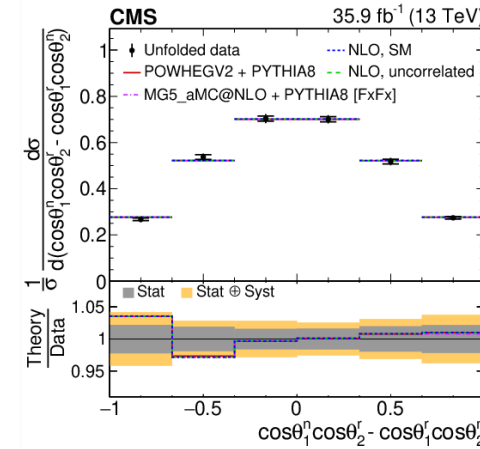 CMS 35.9 fb⁻¹ (13 TeV)
1
Unfolded data
NLO, SM
POWHEGV2 + PYTHIA8
NLO, uncorrelated
MG5_aMC@NLO + PYTHIA8 [FxFx]
1/σ dσ/d(cosθ₁ⁿcosθ₂ʳ - cosθ₁ʳcosθ₂ⁿ)
0.8
0.6
0.4
0.2
0
Stat
Stat ⊕ Syst
1.05
1
0.95
Theory
Data
−1 −0.5 0 0.5
cosθ₁ⁿcosθ₂ʳ - cosθ₁ʳcosθ₂